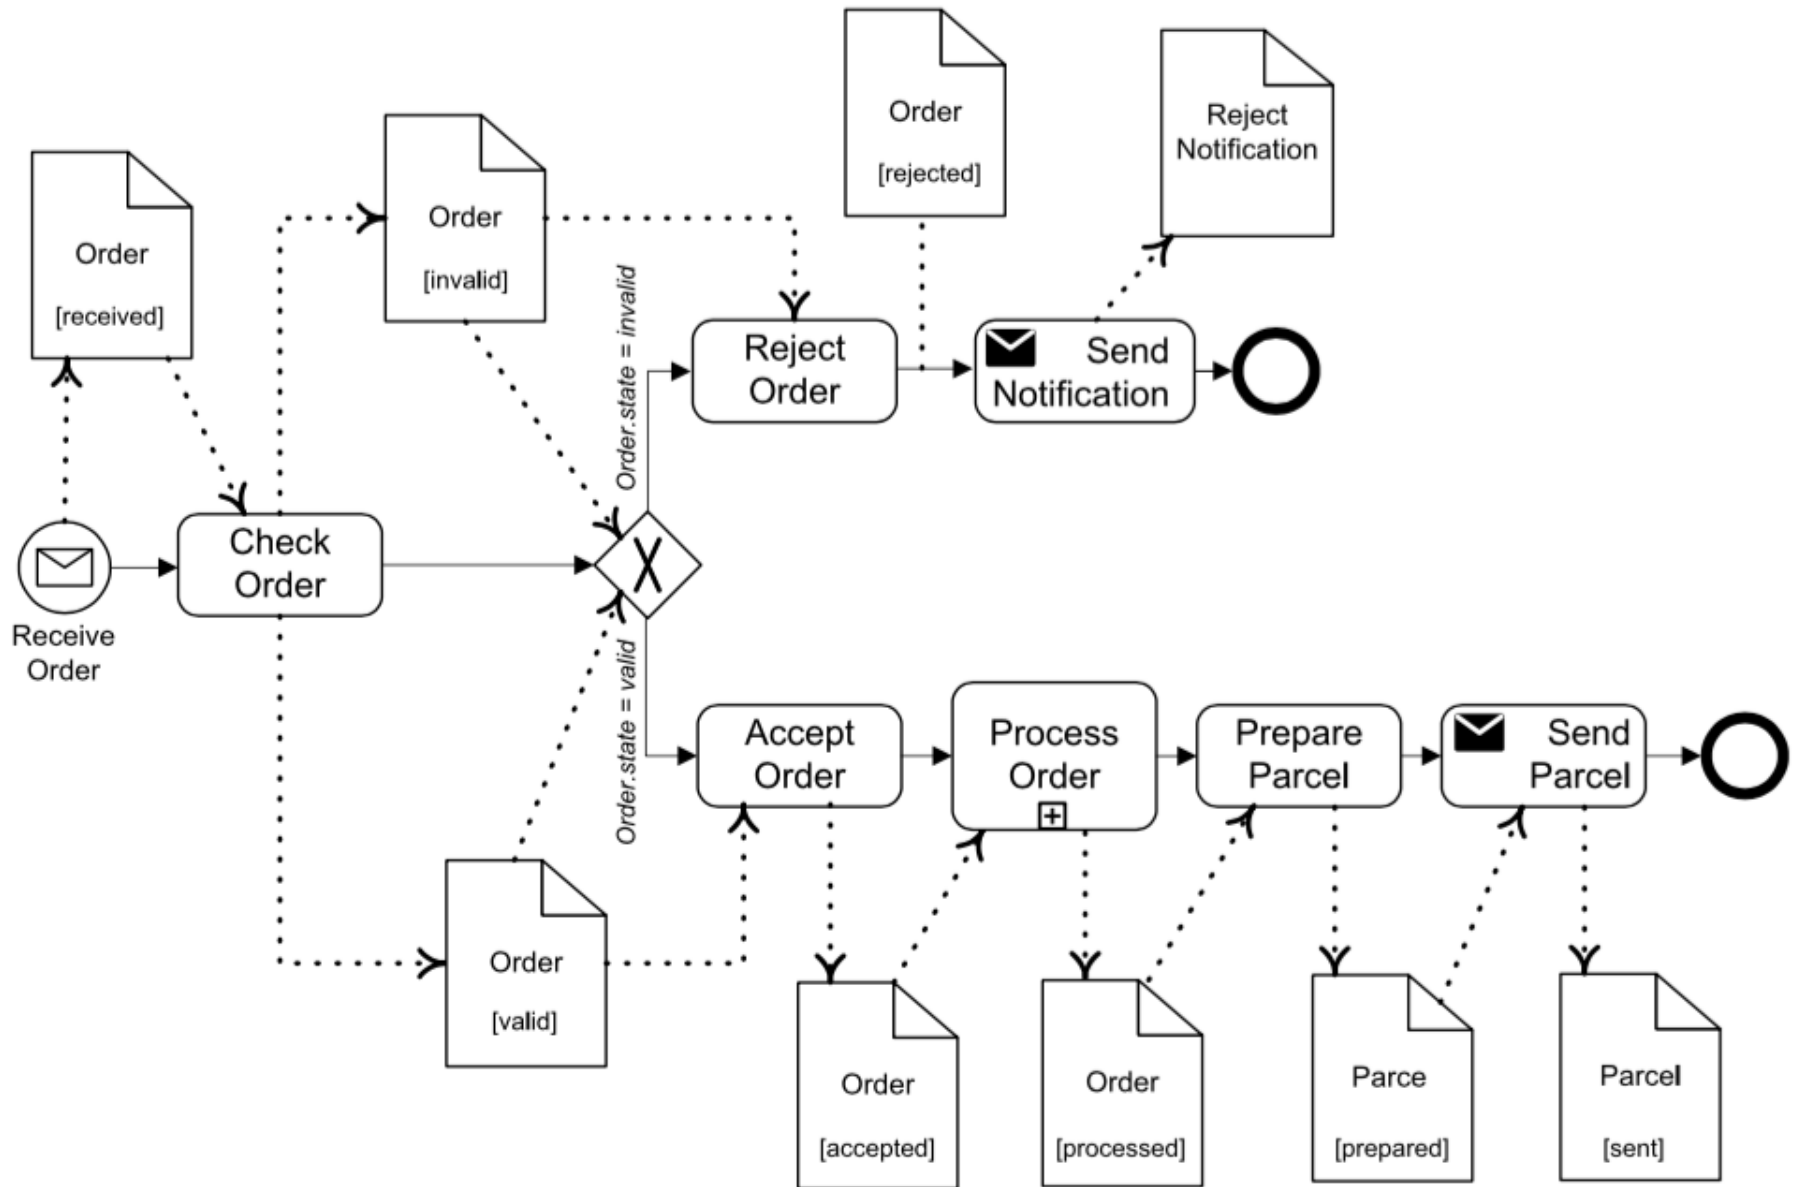 Order
[rejected]
Reject
Notification
Order
[invalid]
Order
[received]
Order.state = invalid
Reject
Order
Send
Notification
Check
Order
X
Receive
Order
Order.state = valid
Accept
Order
Process
Order
+
Prepare
Parcel
Send
Parcel
Order
[valid]
Order
[accepted]
Order
[processed]
Parce
[prepared]
Parcel
[sent]